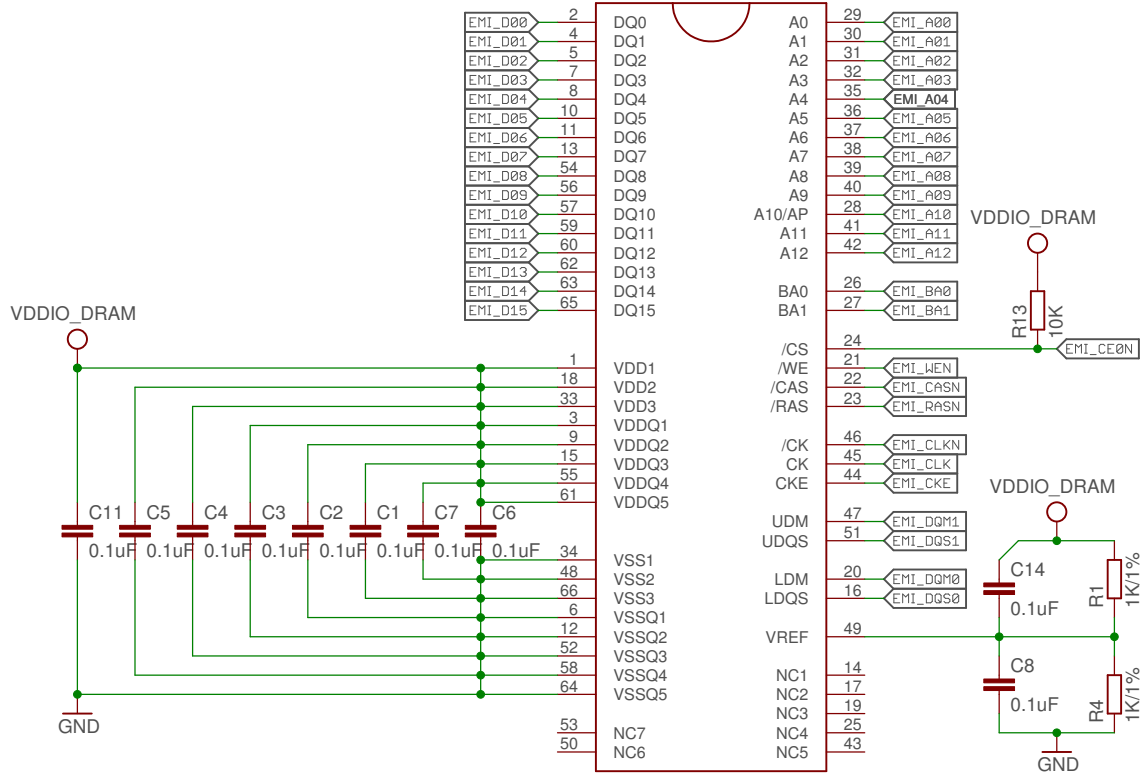 EMI_D00 2 DQ0 A0 29 EMI_A00
EMI_D01 4 DQ1 A1 30 EMI_A01
EMI_D02 5 DQ2 A2 31 EMI_A02
EMI_D03 7 DQ3 A3 32 EMI_A03
EMI_D04 8 DQ4 A4 35 EMI_A04
EMI_D05 10 DQ5 A5 36 EMI_A05
EMI_D06 11 DQ6 A6 37 EMI_A06
EMI_D07 13 DQ7 A7 38 EMI_A07
EMI_D08 54 DQ8 A8 39 EMI_A08
EMI_D09 56 DQ9 A9 40 EMI_A09
EMI_D10 57 DQ10 A10/AP 28 EMI_A10
EMI_D11 59 DQ11 A11 41 EMI_A11
EMI_D12 60 DQ12 A12 42 EMI_A12
EMI_D13 62 DQ13
EMI_D14 63 DQ14 BA0 26 EMI_BA0
EMI_D15 65 DQ15 BA1 27 EMI_BA1
VDDIO_DRAM
R13
10K
VDDIO_DRAM
/CS 24 EMI_CE0N
1 VDD1 /WE 21 EMI_WEN
18 VDD2 /CAS 22 EMI_CASN
33 VDD3 /RAS 23 EMI_RASN
3 VDDQ1
9 VDDQ2 /CK 46 EMI_CLKN
15 VDDQ3 CK 45 EMI_CLK
55 VDDQ4 CKE 44 EMI_CKE
61 VDDQ5
C11 C5 C4 C3 C2 C1 C7 C6
0.1uF 0.1uF 0.1uF 0.1uF 0.1uF 0.1uF 0.1uF 0.1uF
UDM 47 EMI_DQM1
UDQS 51 EMI_DQS1
34 VSS1
48 VSS2 LDM 20 EMI_DQM0
66 VSS3 LDQS 16 EMI_DQS0
6 VSSQ1
12 VSSQ2 VREF 49
52 VSSQ3
58 VSSQ4 NC1 14
64 VSSQ5 NC2 17
NC3 19
53 NC7 NC4 25
50 NC6 NC5 43
GND
VDDIO_DRAM
C14
0.1uF
R1
1K/1%
C8
0.1uF
R4
1K/1%
GND